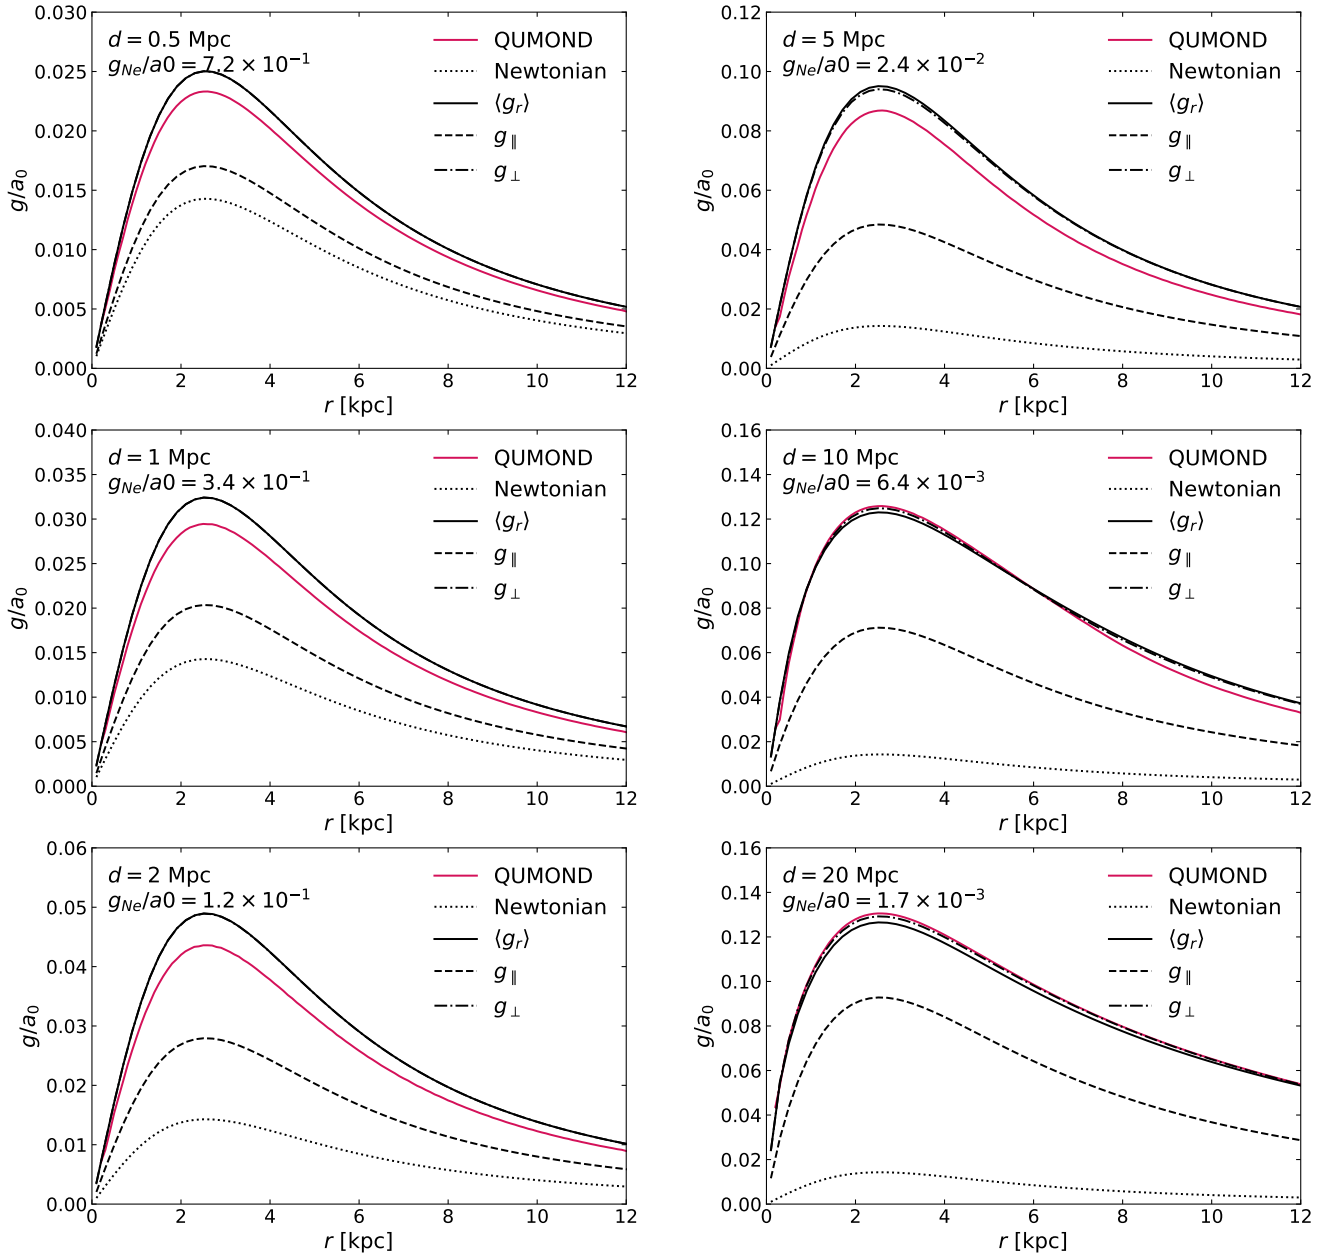 d = 0.5 Mpc
g_Ne/a0 = 7.2 × 10⁻¹
QUMOND
Newtonian
⟨g_r⟩
g_∥
g_⊥
g/a₀
0.030
0.025
0.020
0.015
0.010
0.005
0.000
0 2 4 6 8 10 12
r [kpc]
d = 5 Mpc
g_Ne/a0 = 2.4 × 10⁻²
QUMOND
Newtonian
⟨g_r⟩
g_∥
g_⊥
g/a₀
0.12
0.10
0.08
0.06
0.04
0.02
0.00
0 2 4 6 8 10 12
r [kpc]
d = 1 Mpc
g_Ne/a0 = 3.4 × 10⁻¹
QUMOND
Newtonian
⟨g_r⟩
g_∥
g_⊥
g/a₀
0.040
0.035
0.030
0.025
0.020
0.015
0.010
0.005
0.000
0 2 4 6 8 10 12
r [kpc]
d = 10 Mpc
g_Ne/a0 = 6.4 × 10⁻³
QUMOND
Newtonian
⟨g_r⟩
g_∥
g_⊥
g/a₀
0.16
0.14
0.12
0.10
0.08
0.06
0.04
0.02
0.00
0 2 4 6 8 10 12
r [kpc]
d = 2 Mpc
g_Ne/a0 = 1.2 × 10⁻¹
QUMOND
Newtonian
⟨g_r⟩
g_∥
g_⊥
g/a₀
0.06
0.05
0.04
0.03
0.02
0.01
0.00
0 2 4 6 8 10 12
r [kpc]
d = 20 Mpc
g_Ne/a0 = 1.7 × 10⁻³
QUMOND
Newtonian
⟨g_r⟩
g_∥
g_⊥
g/a₀
0.16
0.14
0.12
0.10
0.08
0.06
0.04
0.02
0.00
0 2 4 6 8 10 12
r [kpc]